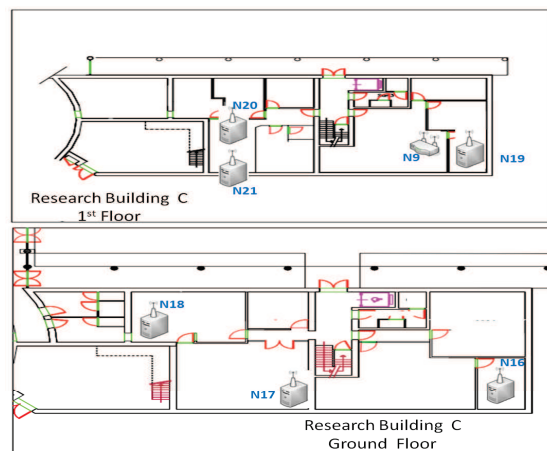 N20
N21
N9
N19
Research Building C
1st Floor
N18
N17
N16
Research Building C
Ground Floor